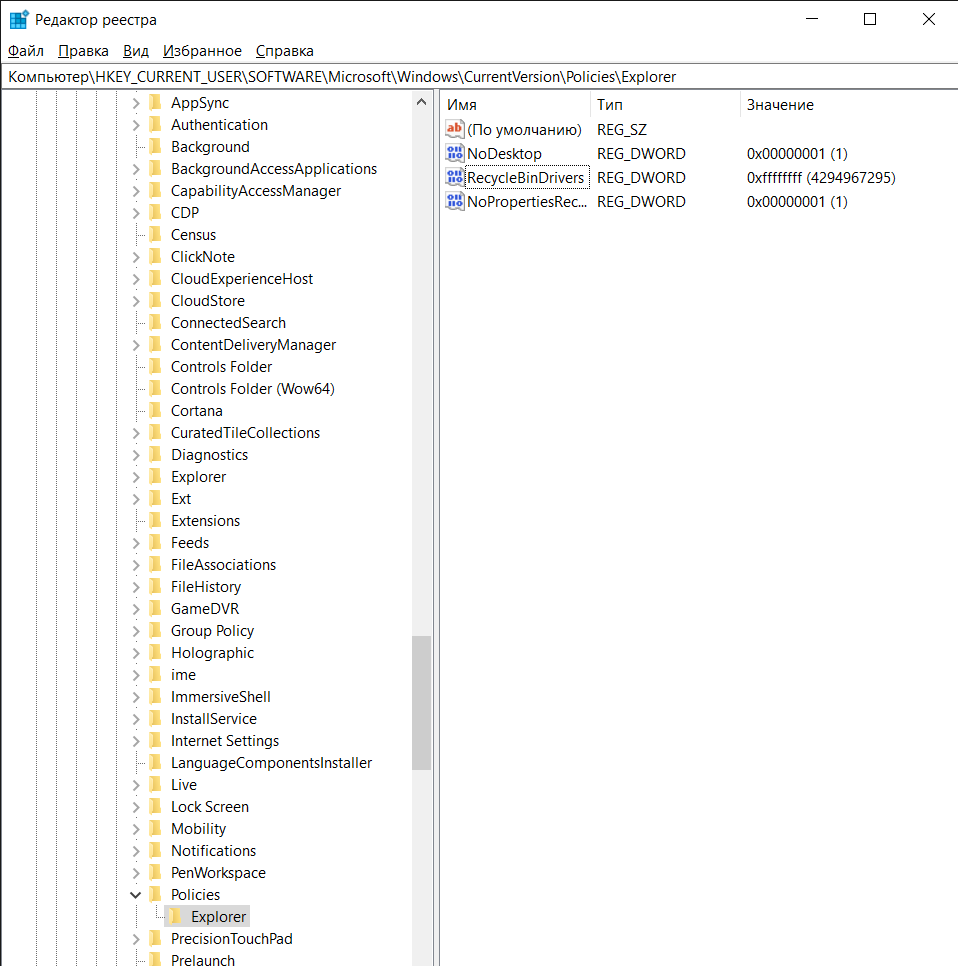 Редактор реестра
Файл Правка Вид Избранное Справка
Компьютер\HKEY_CURRENT_USER\SOFTWARE\Microsoft\Windows\CurrentVersion\Policies\Explorer
AppSync
Authentication
Background
BackgroundAccessApplications
CapabilityAccessManager
CDP
Census
ClickNote
CloudExperienceHost
CloudStore
ConnectedSearch
ContentDeliveryManager
Controls Folder
Controls Folder (Wow64)
Cortana
CuratedTileCollections
Diagnostics
Explorer
Ext
Extensions
Feeds
FileAssociations
FileHistory
GameDVR
Group Policy
Holographic
ime
ImmersiveShell
InstallService
Internet Settings
LanguageComponentsInstaller
Live
Lock Screen
Mobility
Notifications
PenWorkspace
Policies
Explorer
PrecisionTouchPad
Prelaunch
Имя Тип Значение
ab (По умолчанию) REG_SZ
NoDesktop REG_DWORD 0x00000001 (1)
RecycleBinDrivers REG_DWORD 0xffffffff (4294967295)
NoPropertiesRec... REG_DWORD 0x00000001 (1)